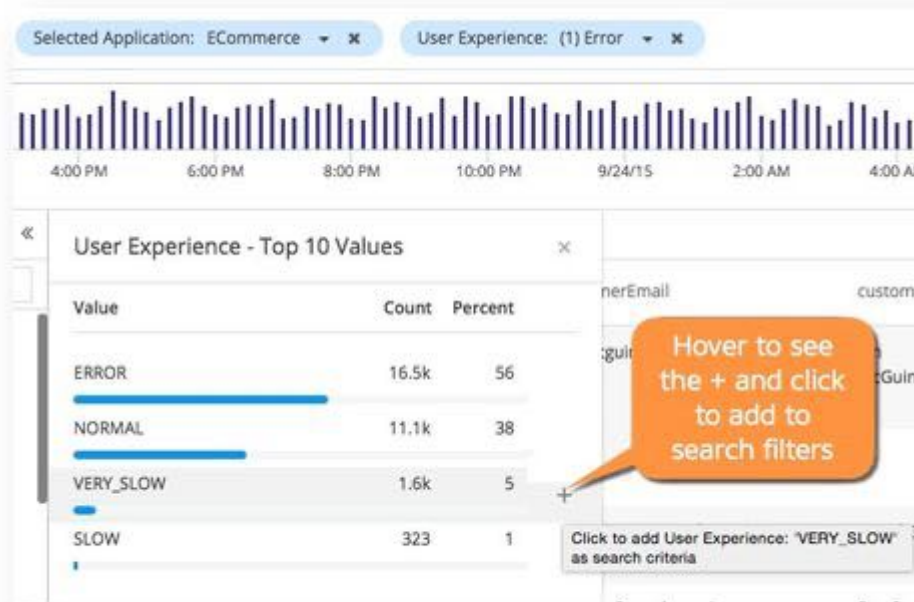 Selected Application: ECommerce
User Experience: (1) Error
4:00 PM 6:00 PM 8:00 PM 10:00 PM 9/24/15 2:00 AM 4:00 A
User Experience - Top 10 Values
nerEmail custom
Value Count Percent
ERROR 16.5k 56
NORMAL 11.1k 38
VERY_SLOW 1.6k 5
SLOW 323 1
Hover to see
the + and click
to add to
search filters
Click to add User Experience: 'VERY_SLOW'
as search criteria